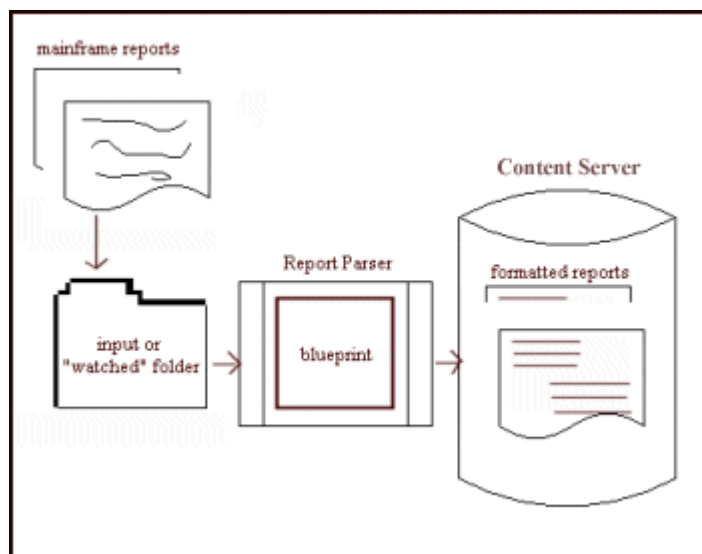 mainframe reports
Content Server
Report Parser
formatted reports
input or
"watched" folder
blueprint